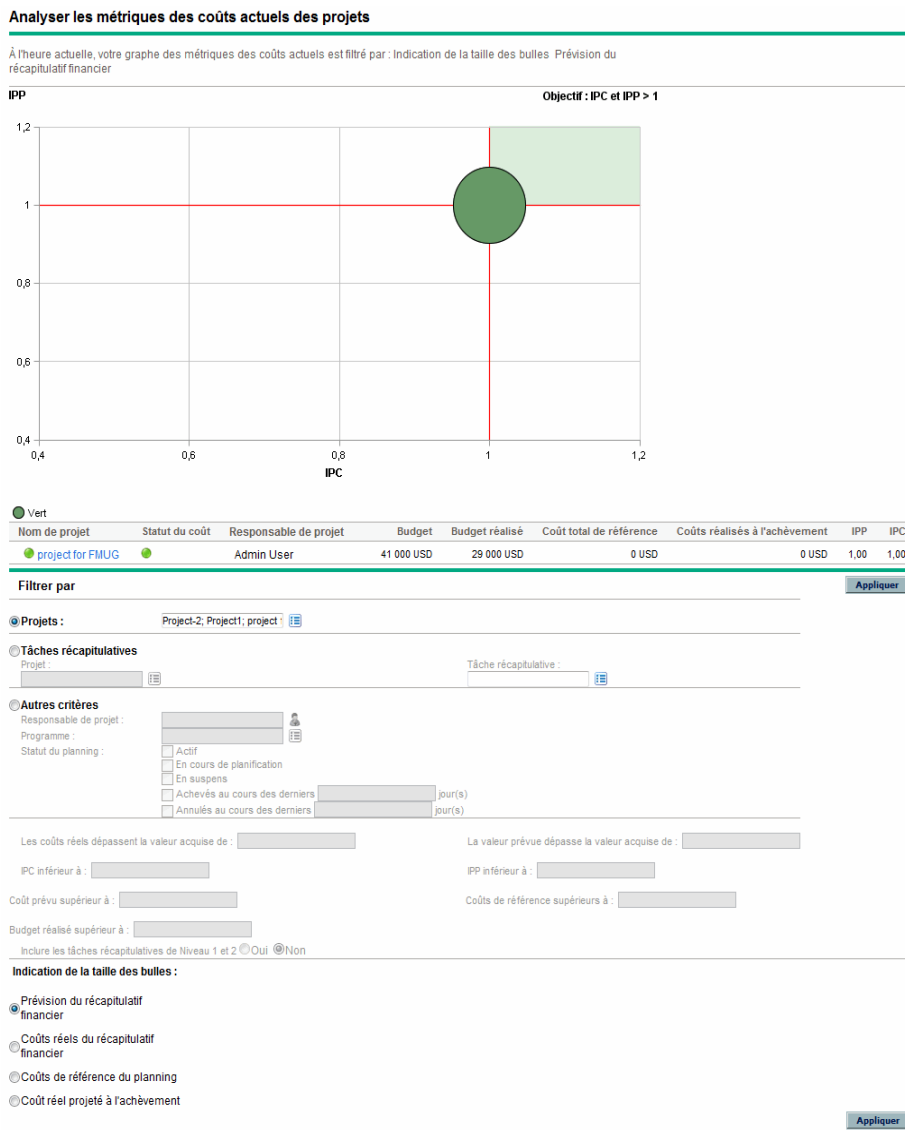 Analyser les métriques des coûts actuels des projets
À l'heure actuelle, votre graphe des métriques des coûts actuels est filtré par : Indication de la taille des bulles Prévision du
récapitulatif financier
IPP
Objectif : IPC et IPP > 1
1,2
1
0,8
0,6
0,4
0,4 0,6 0,8 1 1,2
IPC
Vert
Nom de projet Statut du coût Responsable de projet Budget Budget réalisé Coût total de référence Coûts réalisés à l'achèvement IPP IPC
project for FMUG Admin User 41 000 USD 29 000 USD 0 USD 0 USD 1,00 1,00
Filtrer par Appliquer
Projets : Project-2; Project1; project
Tâches récapitulatives
Projet : Tâche récapitulative :
Autres critères
Responsable de projet :
Programme :
Statut du planning : Actif
En cours de planification
En suspens
Achevés au cours des derniers jour(s)
Annulés au cours des derniers jour(s)
Les coûts réels dépassent la valeur acquise de : La valeur prévue dépasse la valeur acquise de :
IPC inférieur à : IPP inférieur à :
Coût prévu supérieur à : Coûts de référence supérieurs à :
Budget réalisé supérieur à :
Inclure les tâches récapitulatives de Niveau 1 et 2 Oui Non
Indication de la taille des bulles :
Prévision du récapitulatif
financier
Coûts réels du récapitulatif
financier
Coûts de référence du planning
Coût réel projeté à l'achèvement
Appliquer